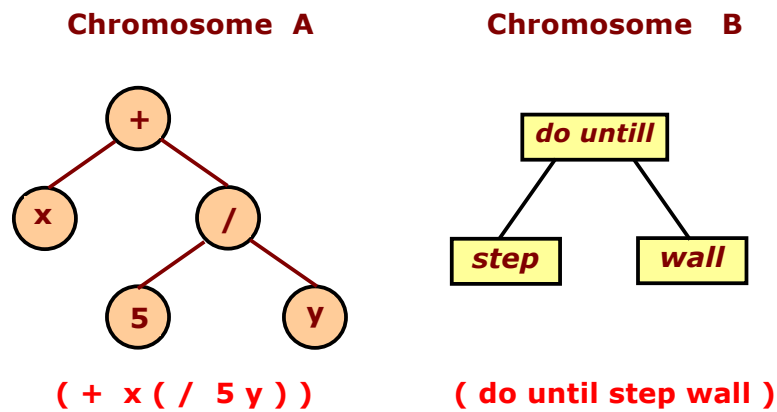 Chromosome A
+
x
/
5
y
( + x ( / 5 y ) )
Chromosome B
do untill
step
wall
( do until step wall )